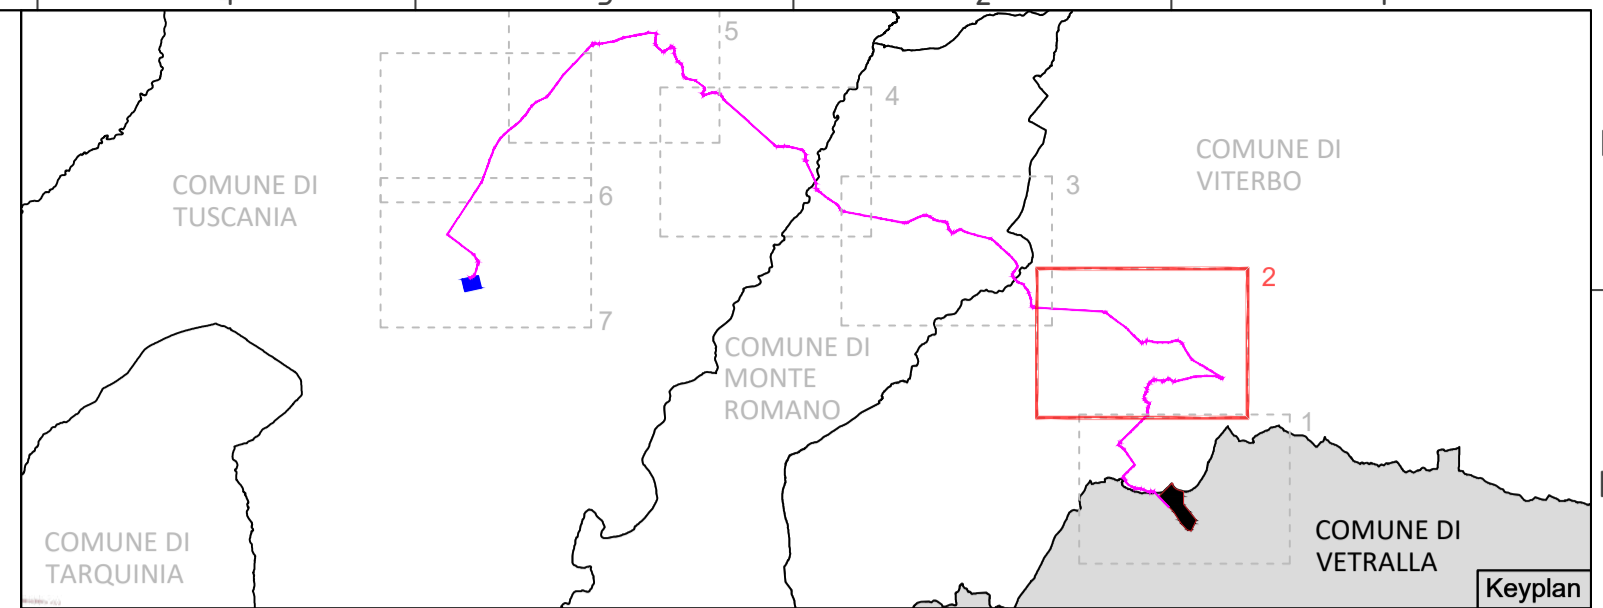 5
4
COMUNE DI
VITERBO
COMUNE DI
TUSCANIA
3
6
2
7
COMUNE DI
MONTE
ROMANO
1
COMUNE DI
VETRALLA
COMUNE DI
TARQUINIA
Keyplan